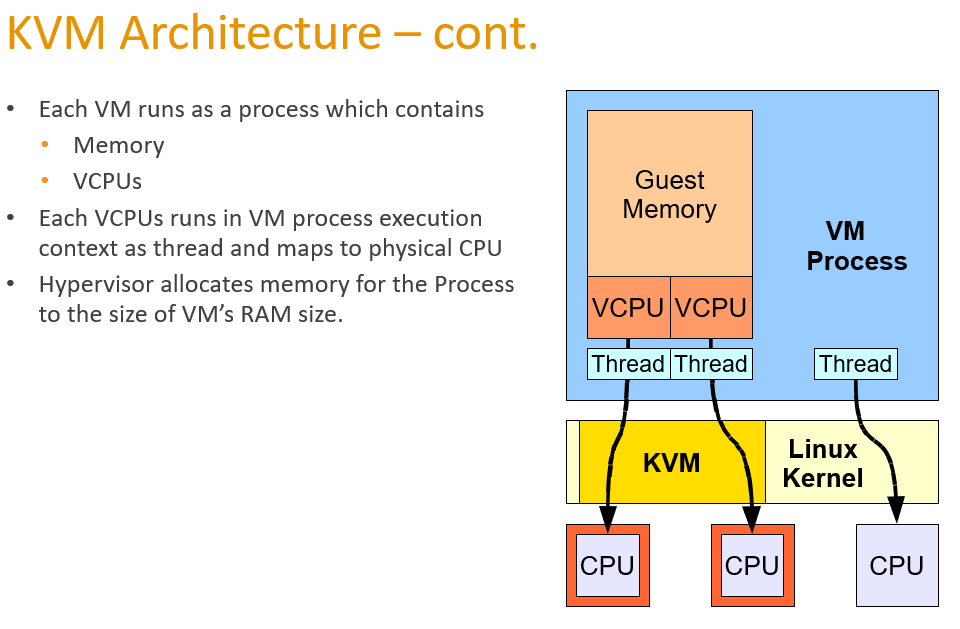 KVM Architecture – cont.
• Each VM runs as a process which contains
• Memory
• VCPUs
• Each VCPUs runs in VM process execution
context as thread and maps to physical CPU
• Hypervisor allocates memory for the Process
to the size of VM's RAM size.
Guest
Memory
VM
Process
VCPU VCPU
Thread Thread Thread
KVM
Linux
Kernel
CPU CPU CPU